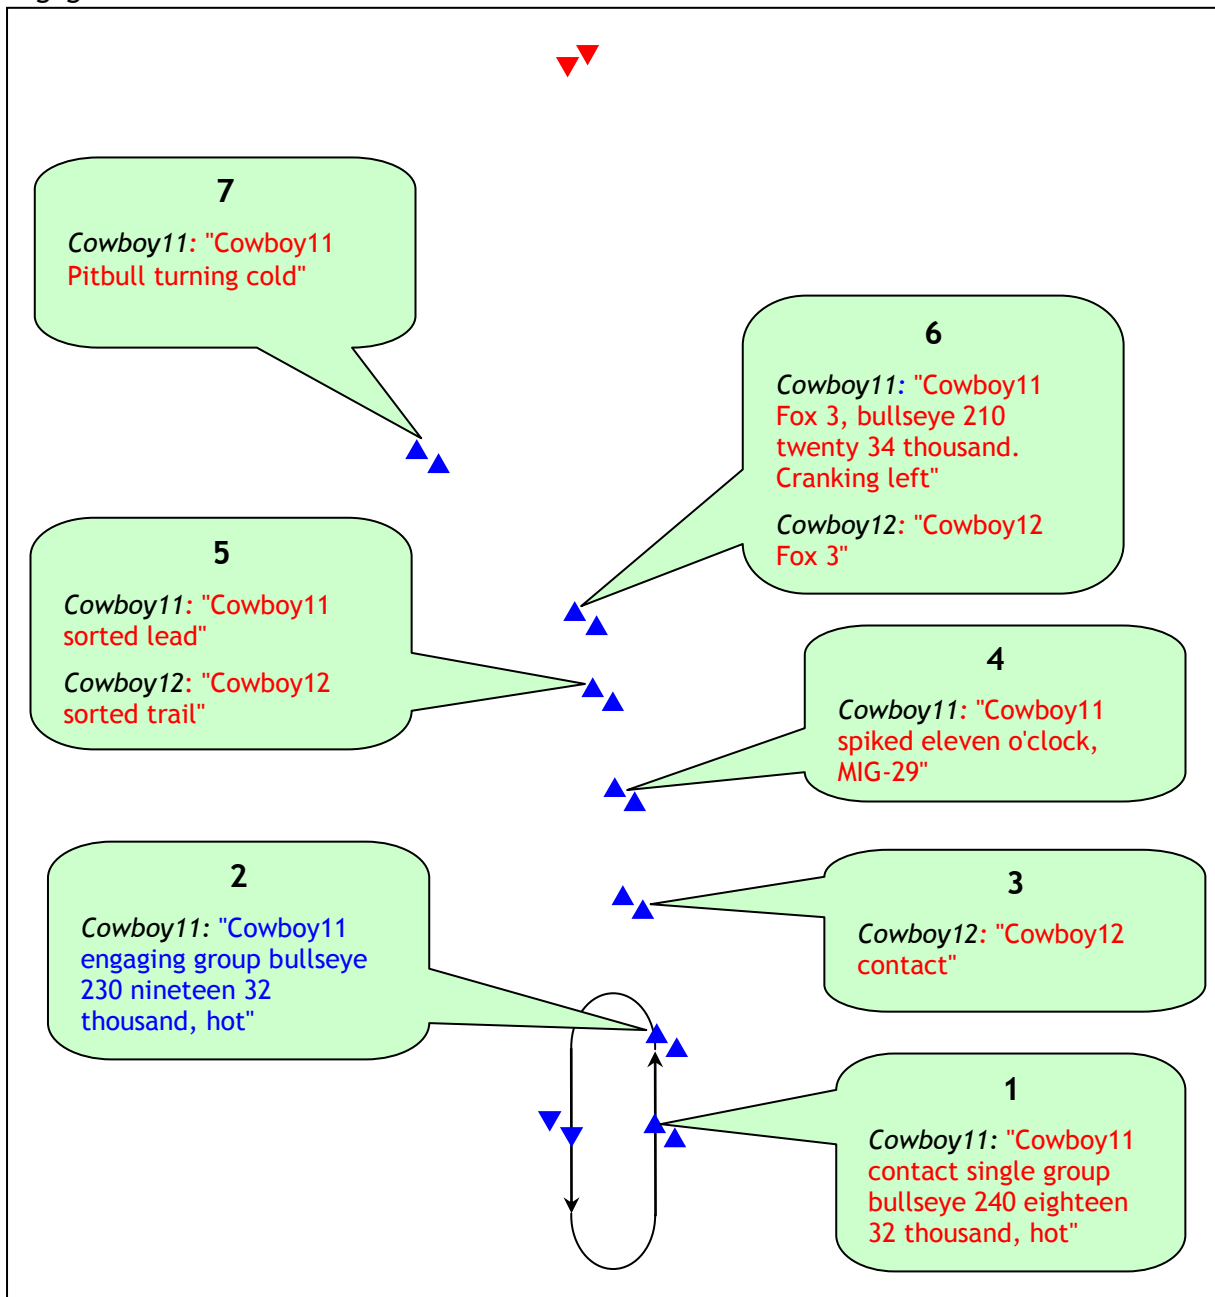 7
Cowboy11: "Cowboy11
Pitbull turning cold"
6
Cowboy11: "Cowboy11
Fox 3, bullseye 210
twenty 34 thousand.
Cranking left"
Cowboy12: "Cowboy12
Fox 3"
5
Cowboy11: "Cowboy11
sorted lead"
Cowboy12: "Cowboy12
sorted trail"
4
Cowboy11: "Cowboy11
spiked eleven o'clock,
MIG-29"
2
Cowboy11: "Cowboy11
engaging group bullseye
230 nineteen 32
thousand, hot"
3
Cowboy12: "Cowboy12
contact"
1
Cowboy11: "Cowboy11
contact single group
bullseye 240 eighteen
32 thousand, hot"